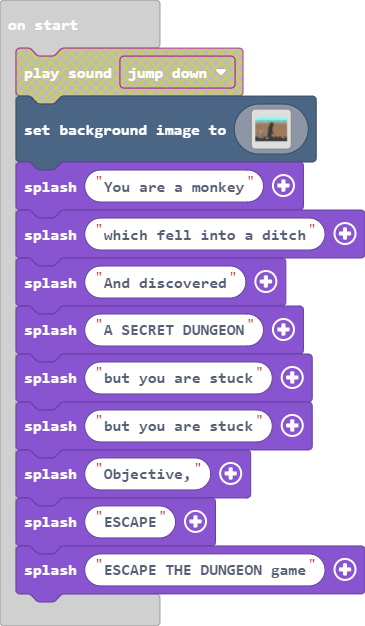 on start
play sound jump down
set background image to
splash "You are a monkey"
splash "which fell into a ditch"
splash "And discovered"
splash "A SECRET DUNGEON"
splash "but you are stuck"
splash "but you are stuck"
splash "Objective,"
splash "ESCAPE"
splash "ESCAPE THE DUNGEON game"